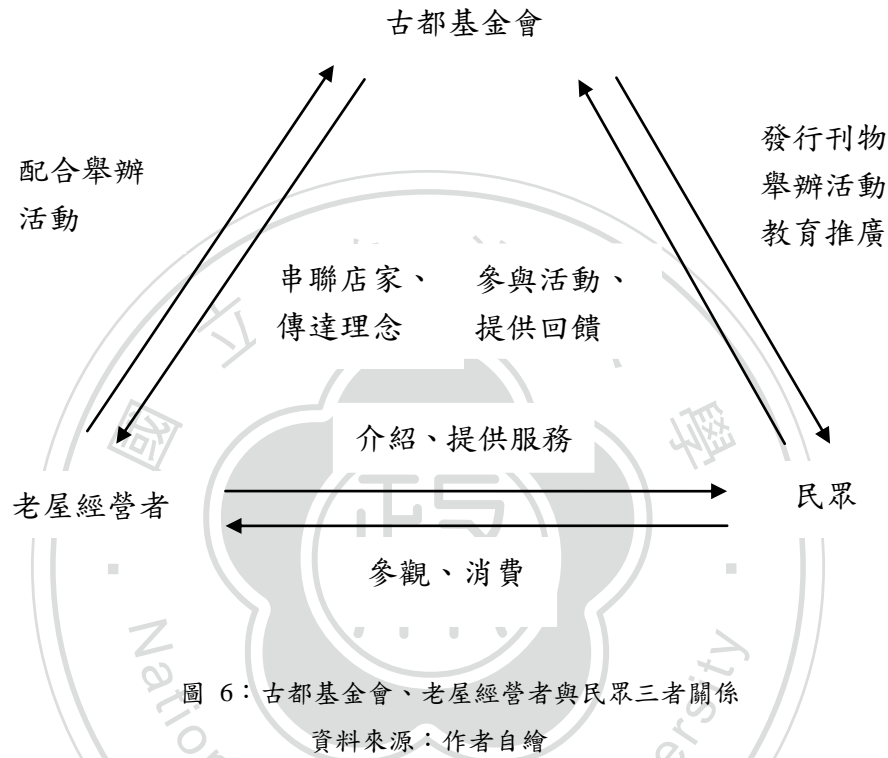 古都基金會
配合舉辦
活動
發行刊物
舉辦活動
教育推廣
串聯店家、
傳達理念
參與活動、
提供回饋
介紹、提供服務
老屋經營者
民眾
參觀、消費
圖 6：古都基金會、老屋經營者與民眾三者關係
資料來源：作者自繪
國
立
學